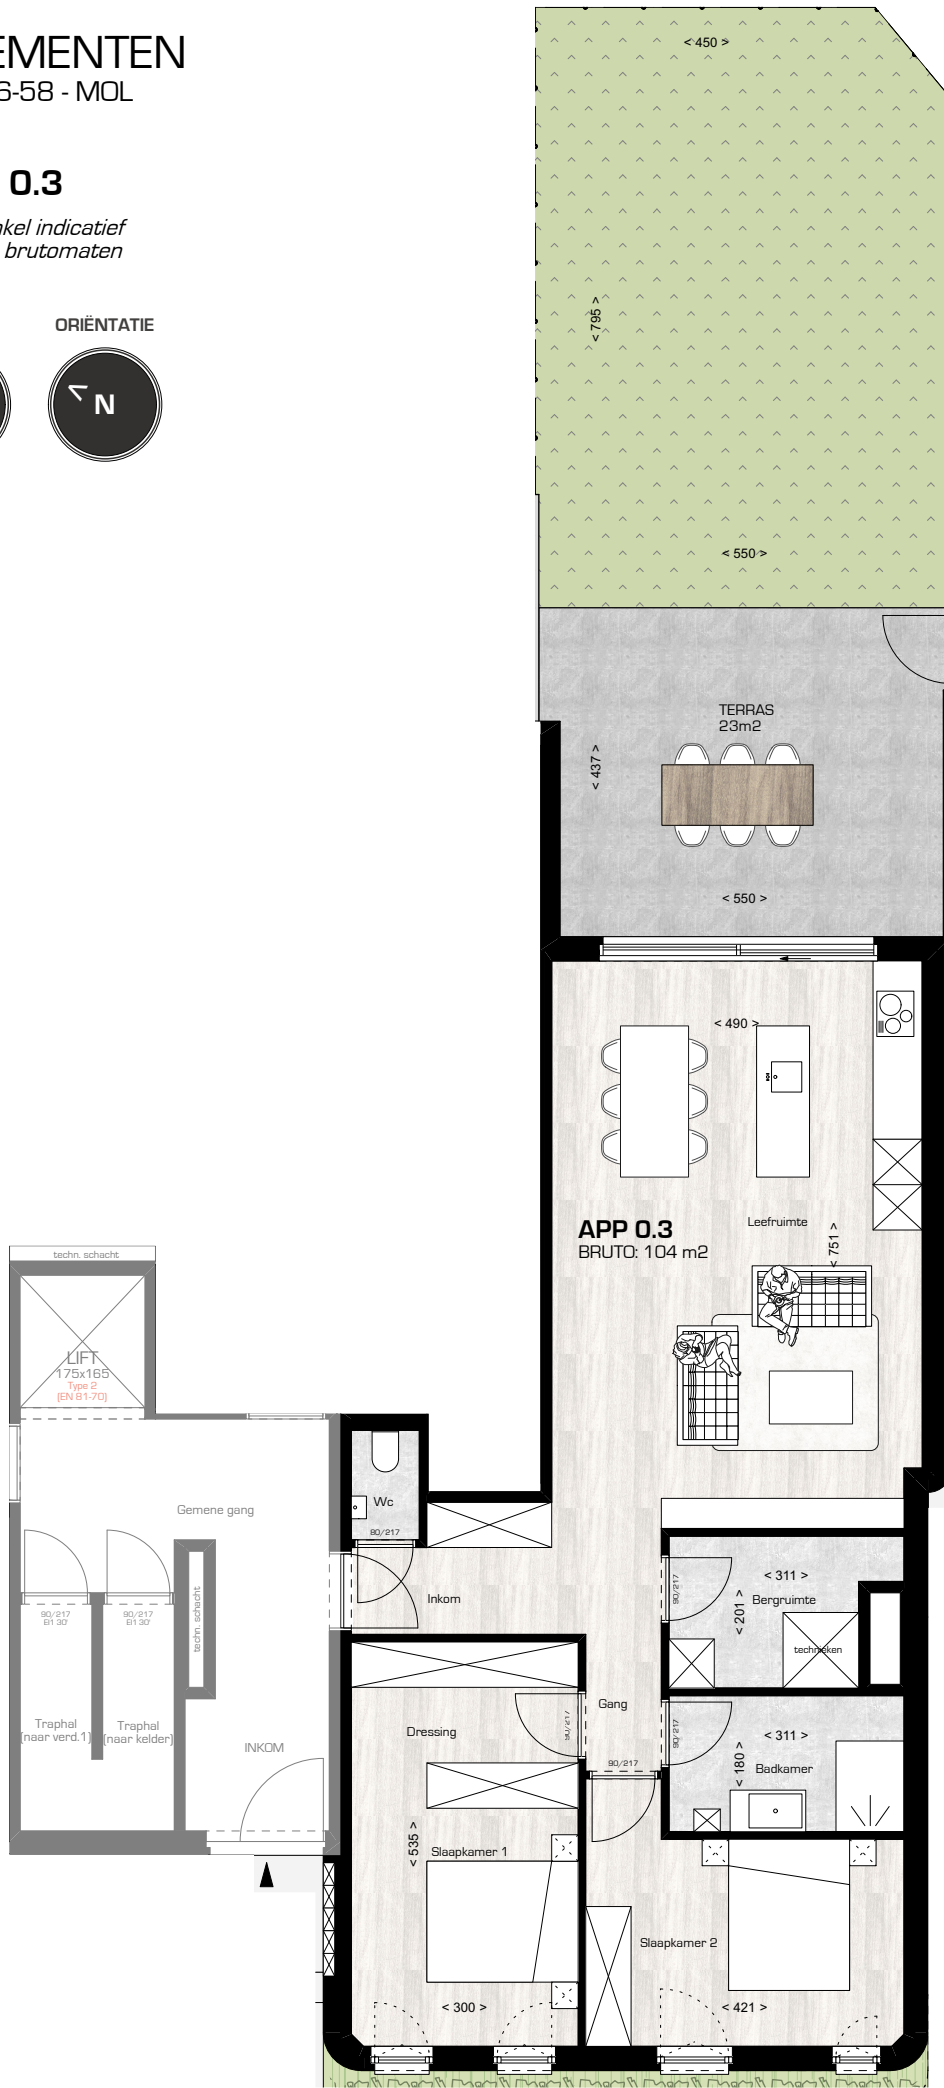 EMENTEN
6-58 - MOL
0.3
nkel indicatief
brutomaten
ORIËNTATIE
N
< 450 >
< 795 >
< 550 >
TERRAS
23m2
< 437 >
< 550 >
< 490 >
APP 0.3
BRUTO: 104 m2
Leefruimte
< 751 >
techn. schacht
LIFT
175x165
Type 2
(EN 81-70)
Gemene gang
Wc
80/217
Inkom
90/217
EI1 30'
90/217
EI1 30'
techn. schacht
90/217
< 311 >
Bergruimte
< 201 >
technieken
Traphal
(naar verd.1)
Traphal
(naar kelder)
INKOM
Dressing
90/217
Gang
90/217
90/217
< 311 >
< 180 >
Badkamer
< 535 >
Slaapkamer 1
Slaapkamer 2
< 300 >
< 421 >